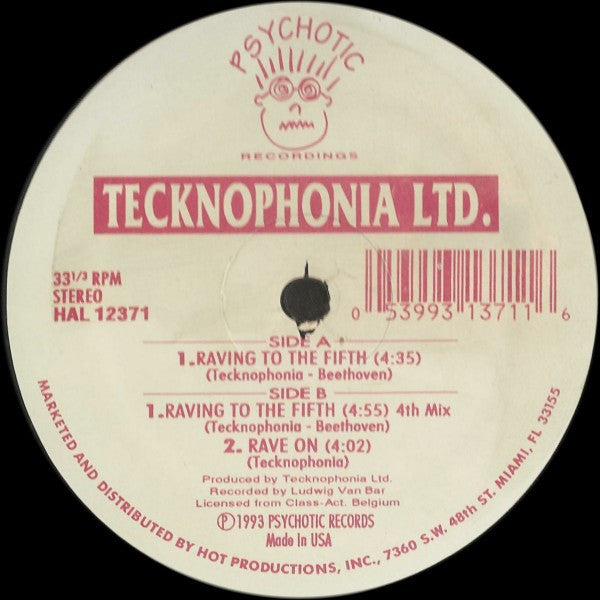 PSYCHOTIC
RECORDINGS
TECKNOPHONIA LTD.
33 1/3 RPM
STEREO
HAL 12371
0 53993 13711 6
SIDE A
1.RAVING TO THE FIFTH (4:35)
(Tecknophonia - Beethoven)
SIDE B
1.RAVING TO THE FIFTH (4:55) 4th Mix
(Tecknophonia - Beethoven)
2. RAVE ON (4:02)
(Tecknophonia)
Produced by Tecknophonia Ltd.
Recorded by Ludwig Van Bar
Licensed from Class-Act. Belgium
℗1993 PSYCHOTIC RECORDS
Made In USA
MARKETED AND DISTRIBUTED BY HOT PRODUCTIONS, INC., 7360 S.W. 48th ST. MIAMI, FL 33155